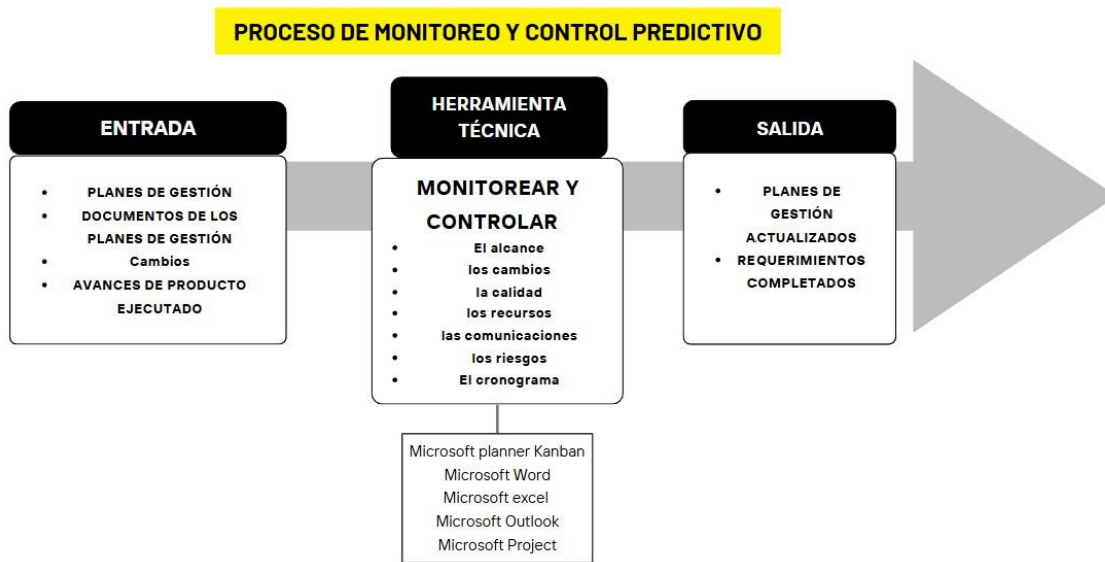 PROCESO DE MONITOREO Y CONTROL PREDICTIVO
ENTRADA
• PLANES DE GESTIÓN
• DOCUMENTOS DE LOS
PLANES DE GESTIÓN
• Cambios
• AVANCES DE PRODUCTO
EJECUTADO
HERRAMIENTA
TÉCNICA
MONITOREAR Y
CONTROLAR
• El alcance
• los cambios
• la calidad
• los recursos
• las comunicaciones
• los riesgos
• El cronograma
Microsoft planner Kanban
Microsoft Word
Microsoft excel
Microsoft Outlook
Microsoft Project
SALIDA
• PLANES DE
GESTIÓN
ACTUALIZADOS
• REQUERIMIENTOS
COMPLETADOS